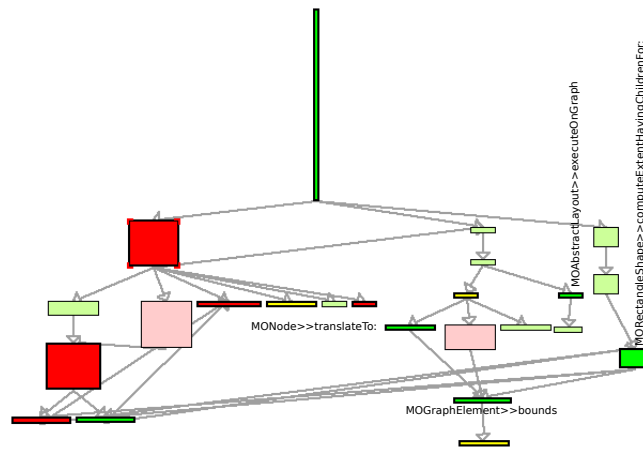 MOAbstractLayout>>executeOnGraph
MORectangleShape>>computeExtentHavingChildrenFor:
MONode>>translateTo:
MOGraphElement>>bounds